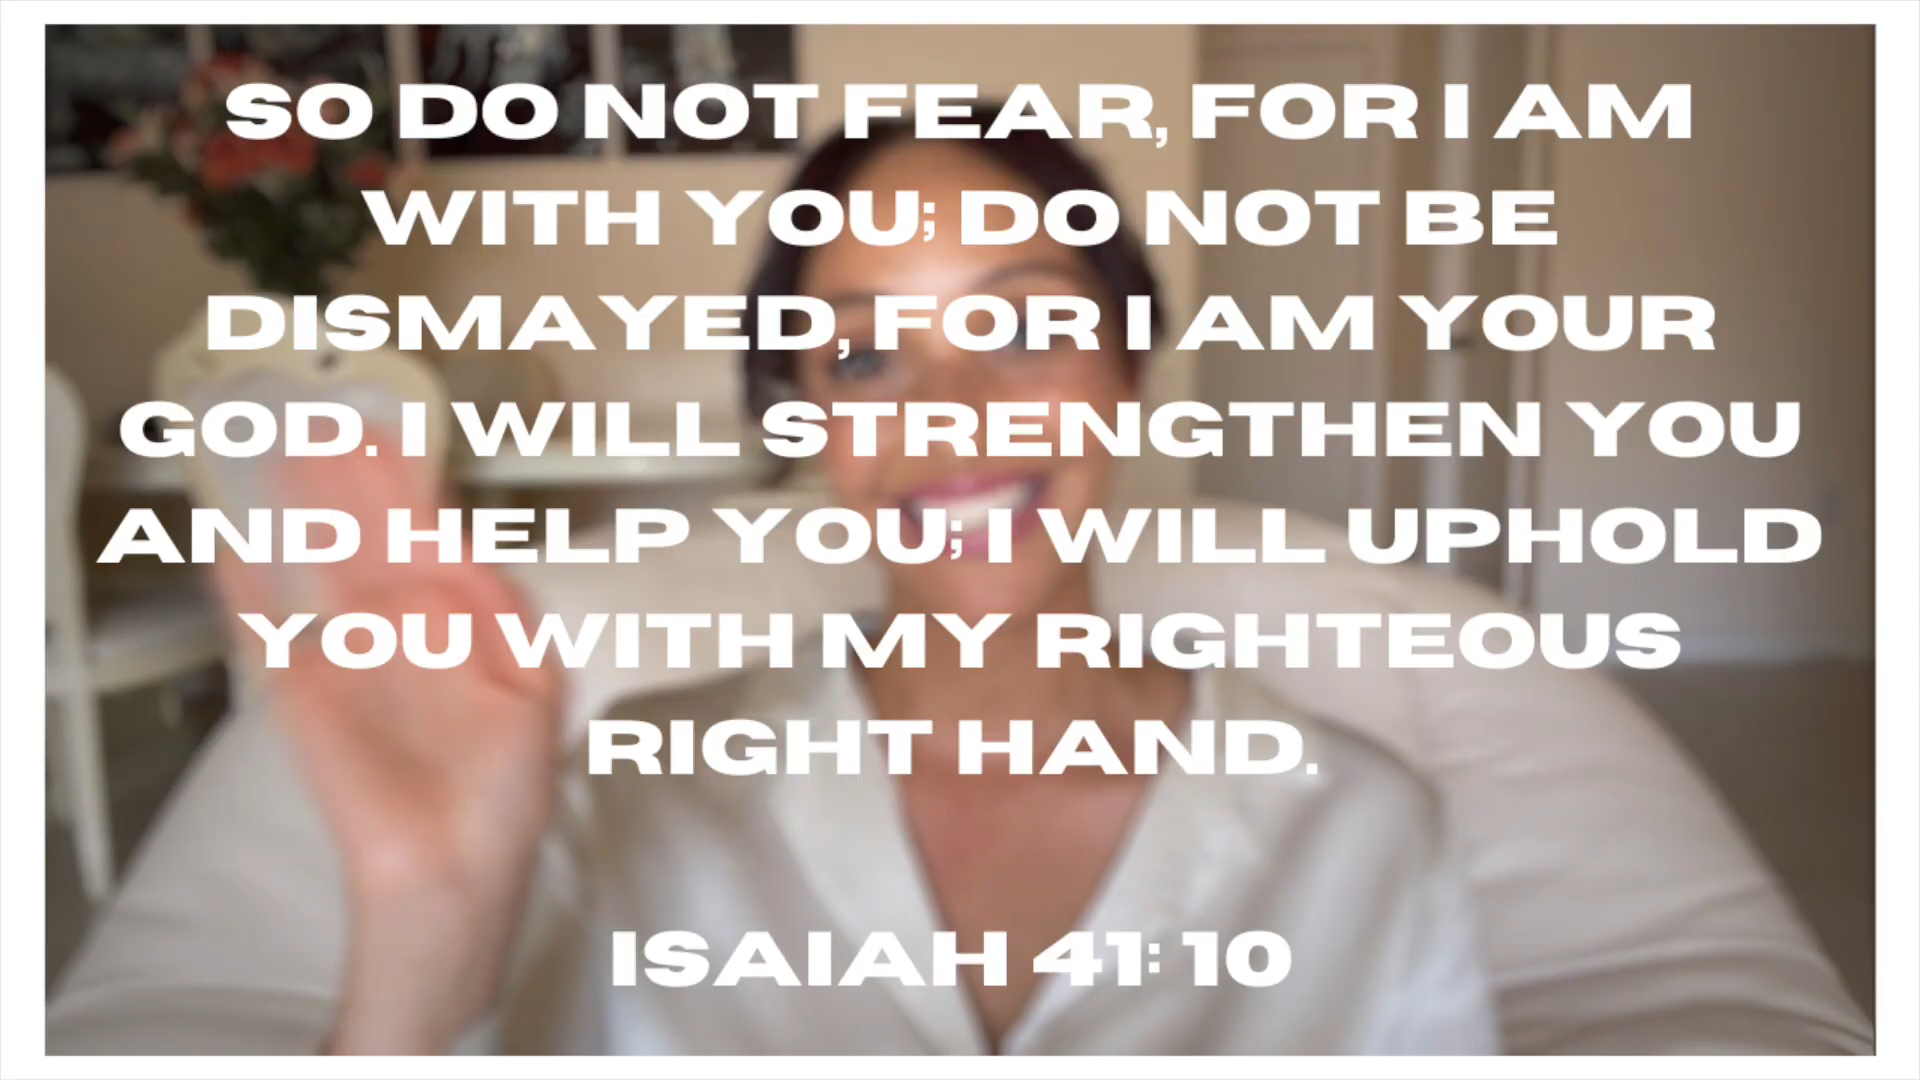 SO DO NOT FEAR, FOR I AM
WITH YOU; DO NOT BE
DISMAYED, FOR I AM YOUR
GOD. I WILL STRENGTHEN YOU
AND HELP YOU; I WILL UPHOLD
YOU WITH MY RIGHTEOUS
RIGHT HAND.
ISAIAH 41: 10